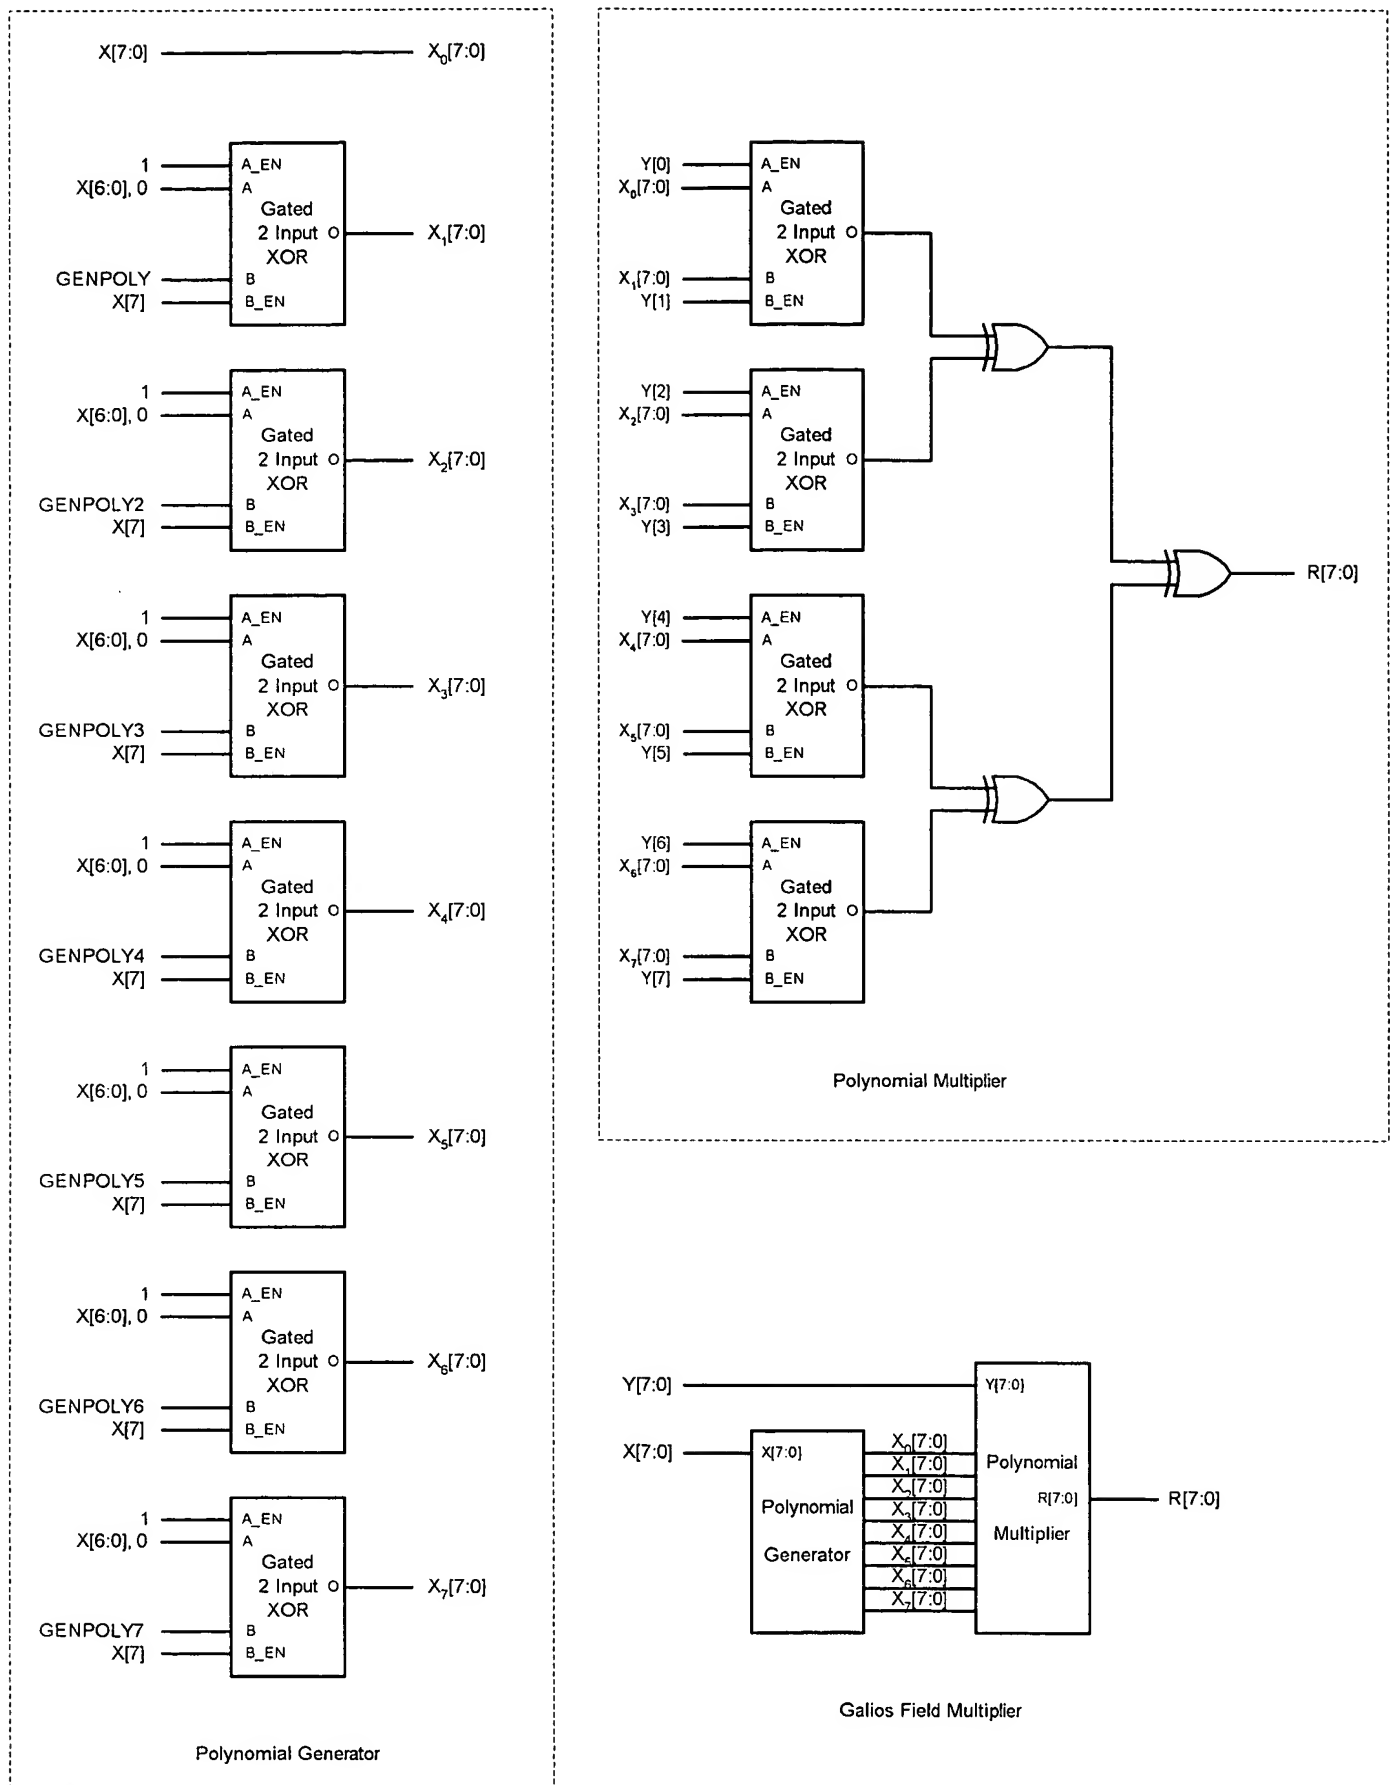 X[7:0] X₀[7:0]
1 A_EN
X[6:0], 0 A
Gated
2 Input O X₁[7:0]
XOR
GENPOLY B
X[7] B_EN
1 A_EN
X[6:0], 0 A
Gated
2 Input O X₂[7:0]
XOR
GENPOLY2 B
X[7] B_EN
1 A_EN
X[6:0], 0 A
Gated
2 Input O X₃[7:0]
XOR
GENPOLY3 B
X[7] B_EN
1 A_EN
X[6:0], 0 A
Gated
2 Input O X₄[7:0]
XOR
GENPOLY4 B
X[7] B_EN
1 A_EN
X[6:0], 0 A
Gated
2 Input O X₅[7:0]
XOR
GENPOLY5 B
X[7] B_EN
1 A_EN
X[6:0], 0 A
Gated
2 Input O X₆[7:0]
XOR
GENPOLY6 B
X[7] B_EN
1 A_EN
X[6:0], 0 A
Gated
2 Input O X₇[7:0]
XOR
GENPOLY7 B
X[7] B_EN
Polynomial Generator
Y[0] A_EN
X₀[7:0] A
Gated
2 Input O
XOR
X₁[7:0] B
Y[1] B_EN
Y[2] A_EN
X₂[7:0] A
Gated
2 Input O
XOR
X₃[7:0] B
Y[3] B_EN
R[7:0]
Y[4] A_EN
X₄[7:0] A
Gated
2 Input O
XOR
X₅[7:0] B
Y[5] B_EN
Y[6] A_EN
X₆[7:0] A
Gated
2 Input O
XOR
X₇[7:0] B
Y[7] B_EN
Polynomial Multiplier
Y[7:0] Y[7:0]
X[7:0] X[7:0]
Polynomial
Generator
X₀[7:0]
X₁[7:0]
X₂[7:0]
X₃[7:0]
X₄[7:0]
X₅[7:0]
X₆[7:0]
X₇[7:0]
Polynomial
R[7:0] R[7:0]
Multiplier
Galios Field Multiplier